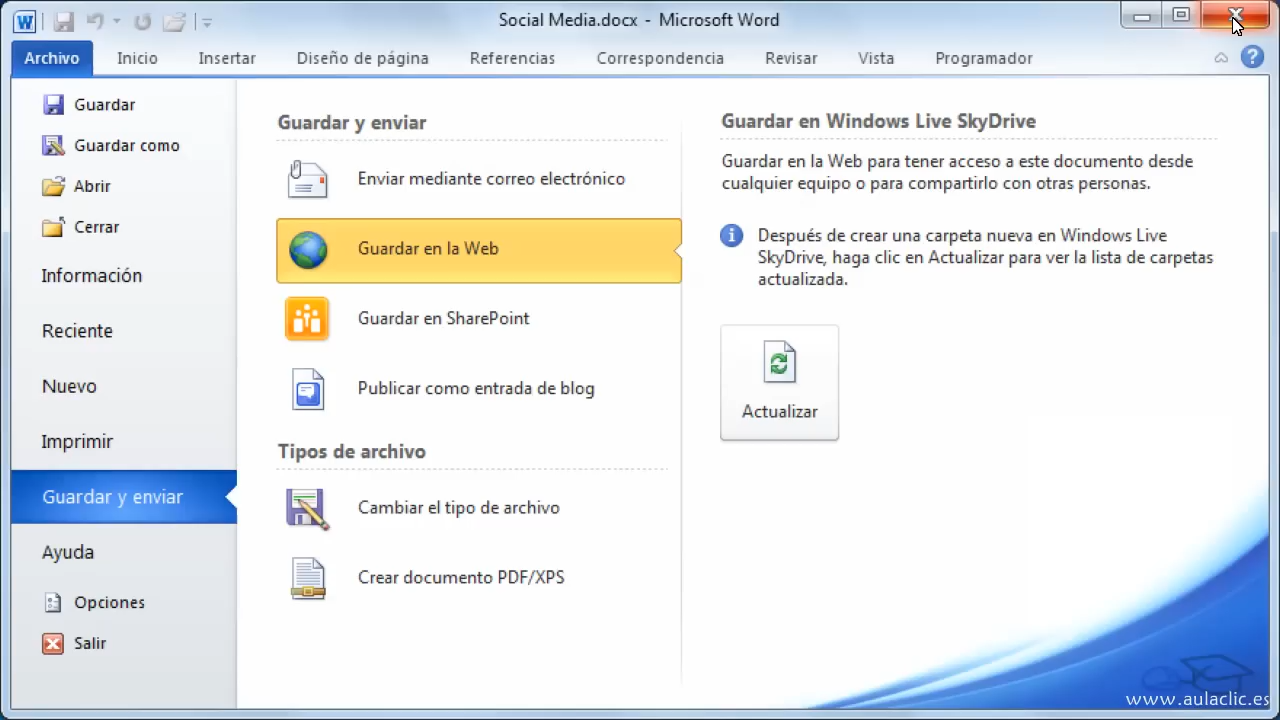 Social Media.docx - Microsoft Word
Archivo Inicio Insertar Diseño de página Referencias Correspondencia Revisar Vista Programador
Guardar
Guardar como
Abrir
Cerrar
Información
Reciente
Nuevo
Imprimir
Guardar y enviar
Ayuda
Opciones
Salir
Guardar y enviar
Enviar mediante correo electrónico
Guardar en la Web
Guardar en SharePoint
Publicar como entrada de blog
Tipos de archivo
Cambiar el tipo de archivo
Crear documento PDF/XPS
Guardar en Windows Live SkyDrive
Guardar en la Web para tener acceso a este documento desde
cualquier equipo o para compartirlo con otras personas.
Después de crear una carpeta nueva en Windows Live
SkyDrive, haga clic en Actualizar para ver la lista de carpetas
actualizada.
Actualizar
www.aulaclic.es